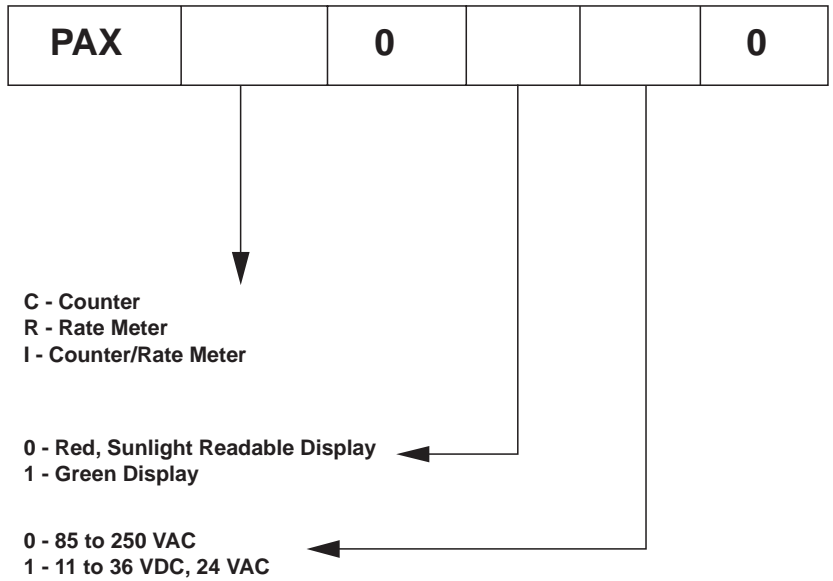 PAX 0 0
C - Counter
R - Rate Meter
I - Counter/Rate Meter
0 - Red, Sunlight Readable Display
1 - Green Display
0 - 85 to 250 VAC
1 - 11 to 36 VDC, 24 VAC